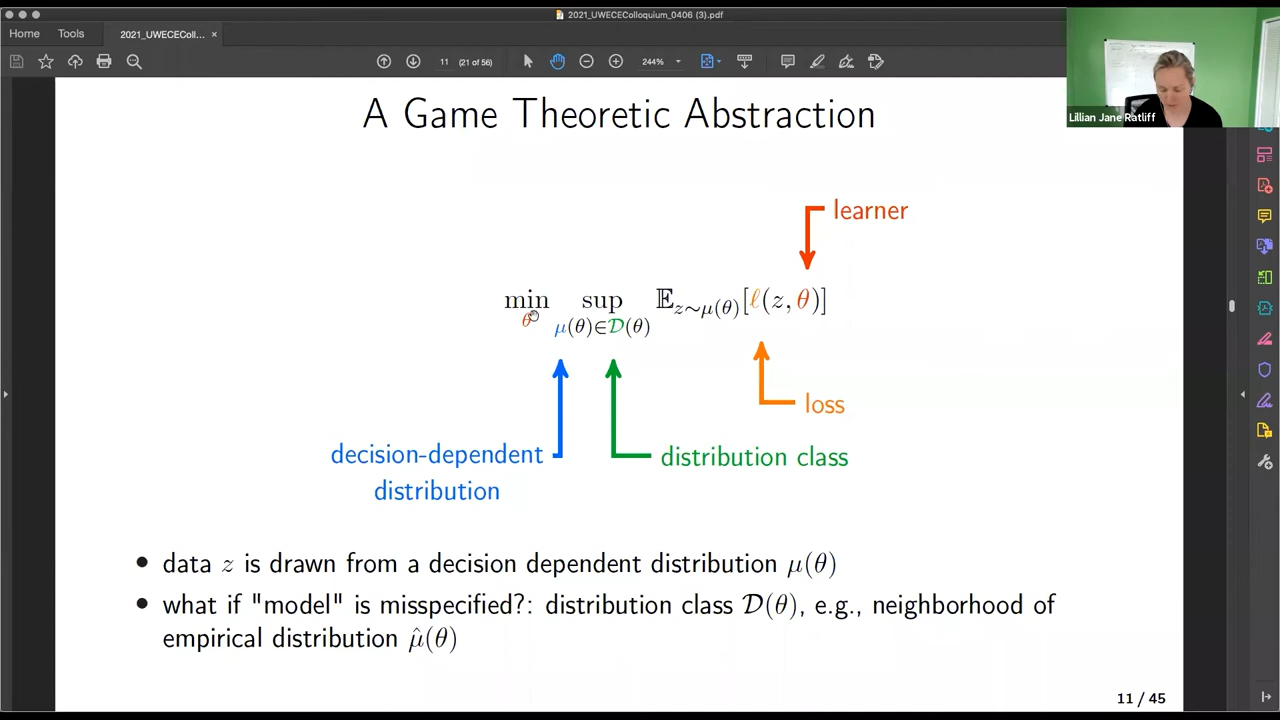 2021_UWECEColloquium_0406 (3).pdf
Home Tools 2021_UWECEColl... ×
11 (21 of 56) 244%
Lillian Jane Ratliff
A Game Theoretic Abstraction
learner
min sup 𝔼_{z∼μ(θ)}[ℓ(z, θ)]
θ μ(θ)∈𝒟(θ)
loss
decision-dependent
distribution
distribution class
• data z is drawn from a decision dependent distribution μ(θ)
• what if "model" is misspecified?: distribution class 𝒟(θ), e.g., neighborhood of
empirical distribution μ̂(θ)
11 / 45